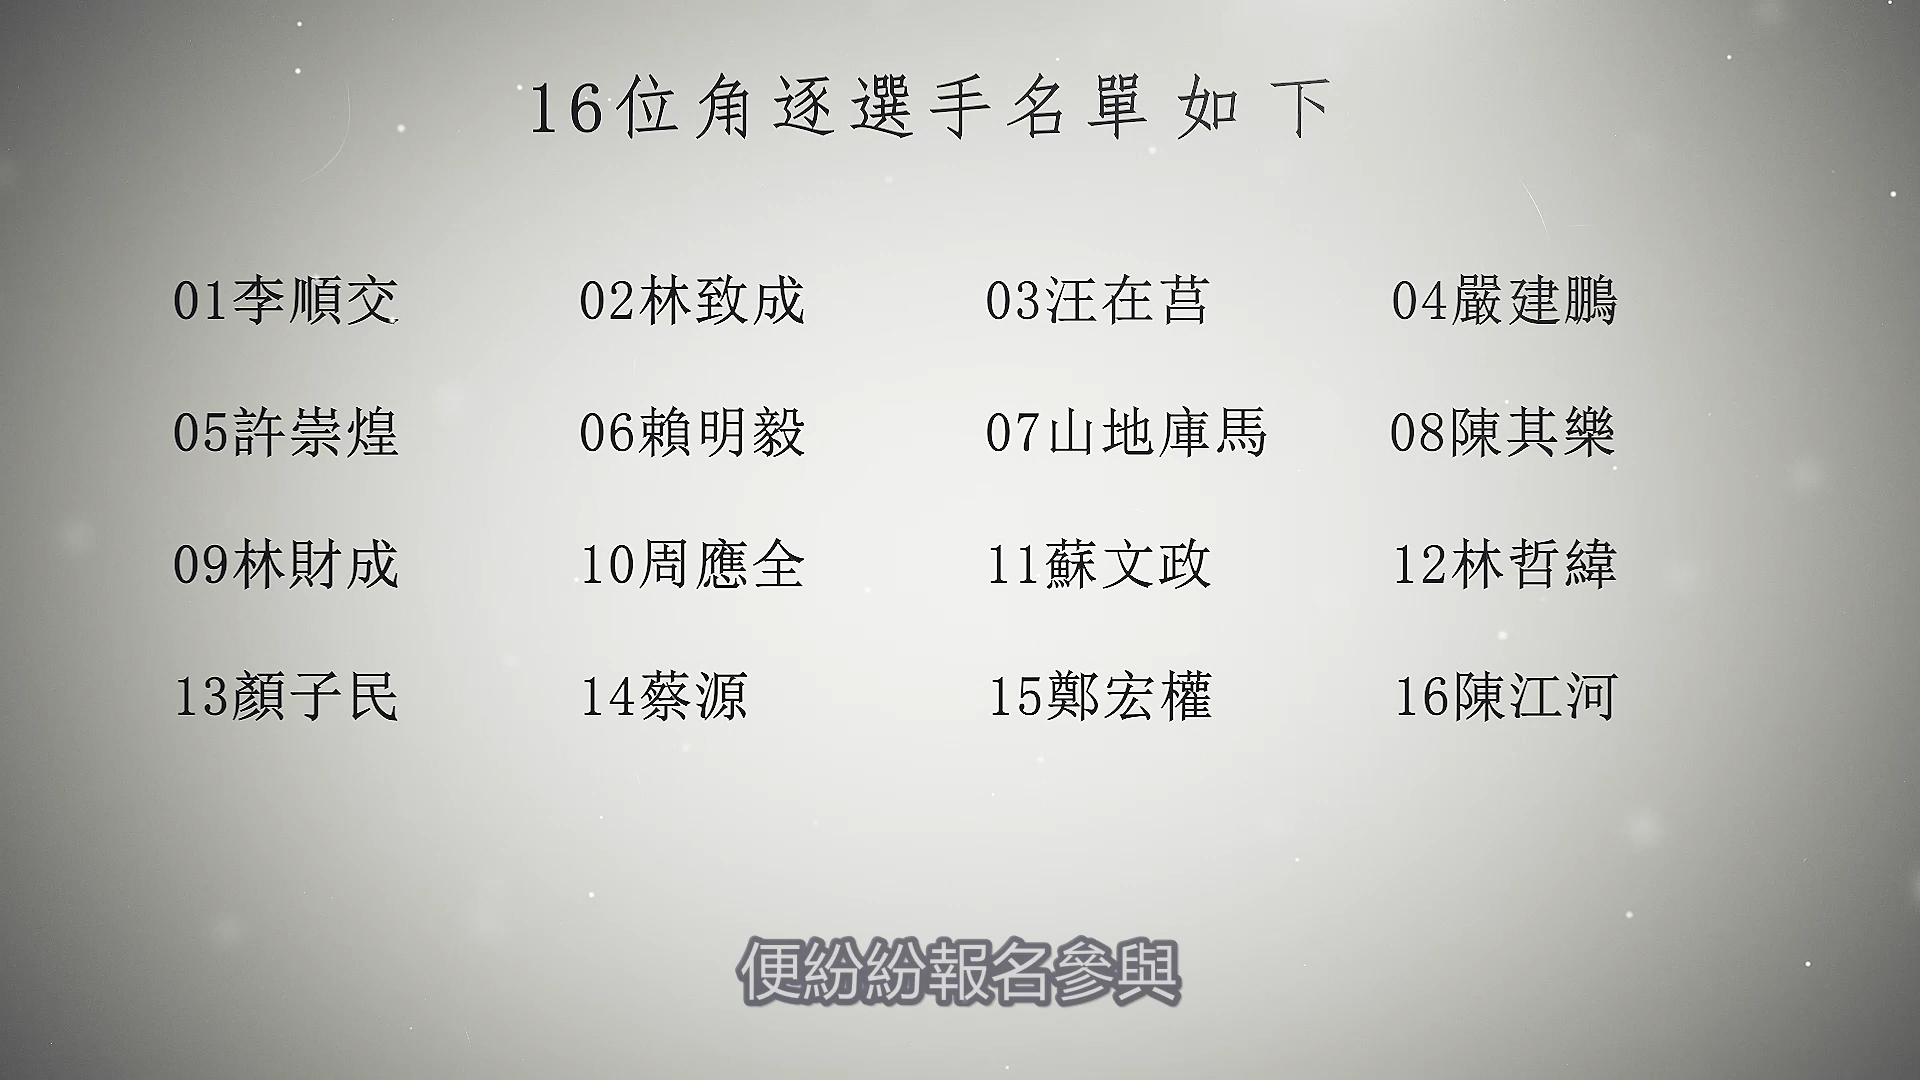 16位角逐選手名單如下
01李順交 02林致成 03汪在莒 04嚴建鵬
05許崇煌 06賴明毅 07山地庫馬 08陳其樂
09林財成 10周應全 11蘇文政 12林哲緯
13顏子民 14蔡源 15鄭宏權 16陳江河
便紛紛報名參與